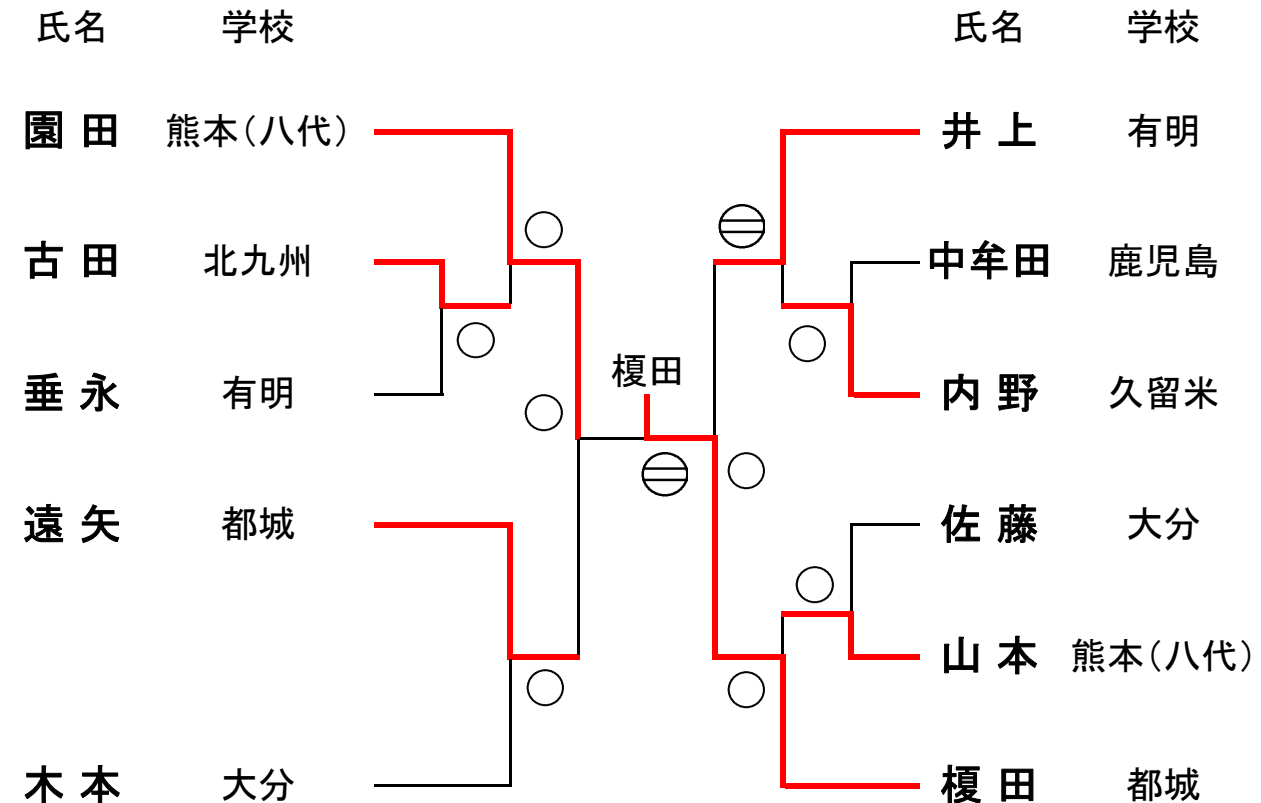 氏名 学校 氏名 学校
園田 熊本(八代) 井上 有明
古田 北九州 中牟田 鹿児島
榎田
垂永 有明 内野 久留米
遠矢 都城 佐藤 大分
山本 熊本(八代)
木本 大分 榎田 都城